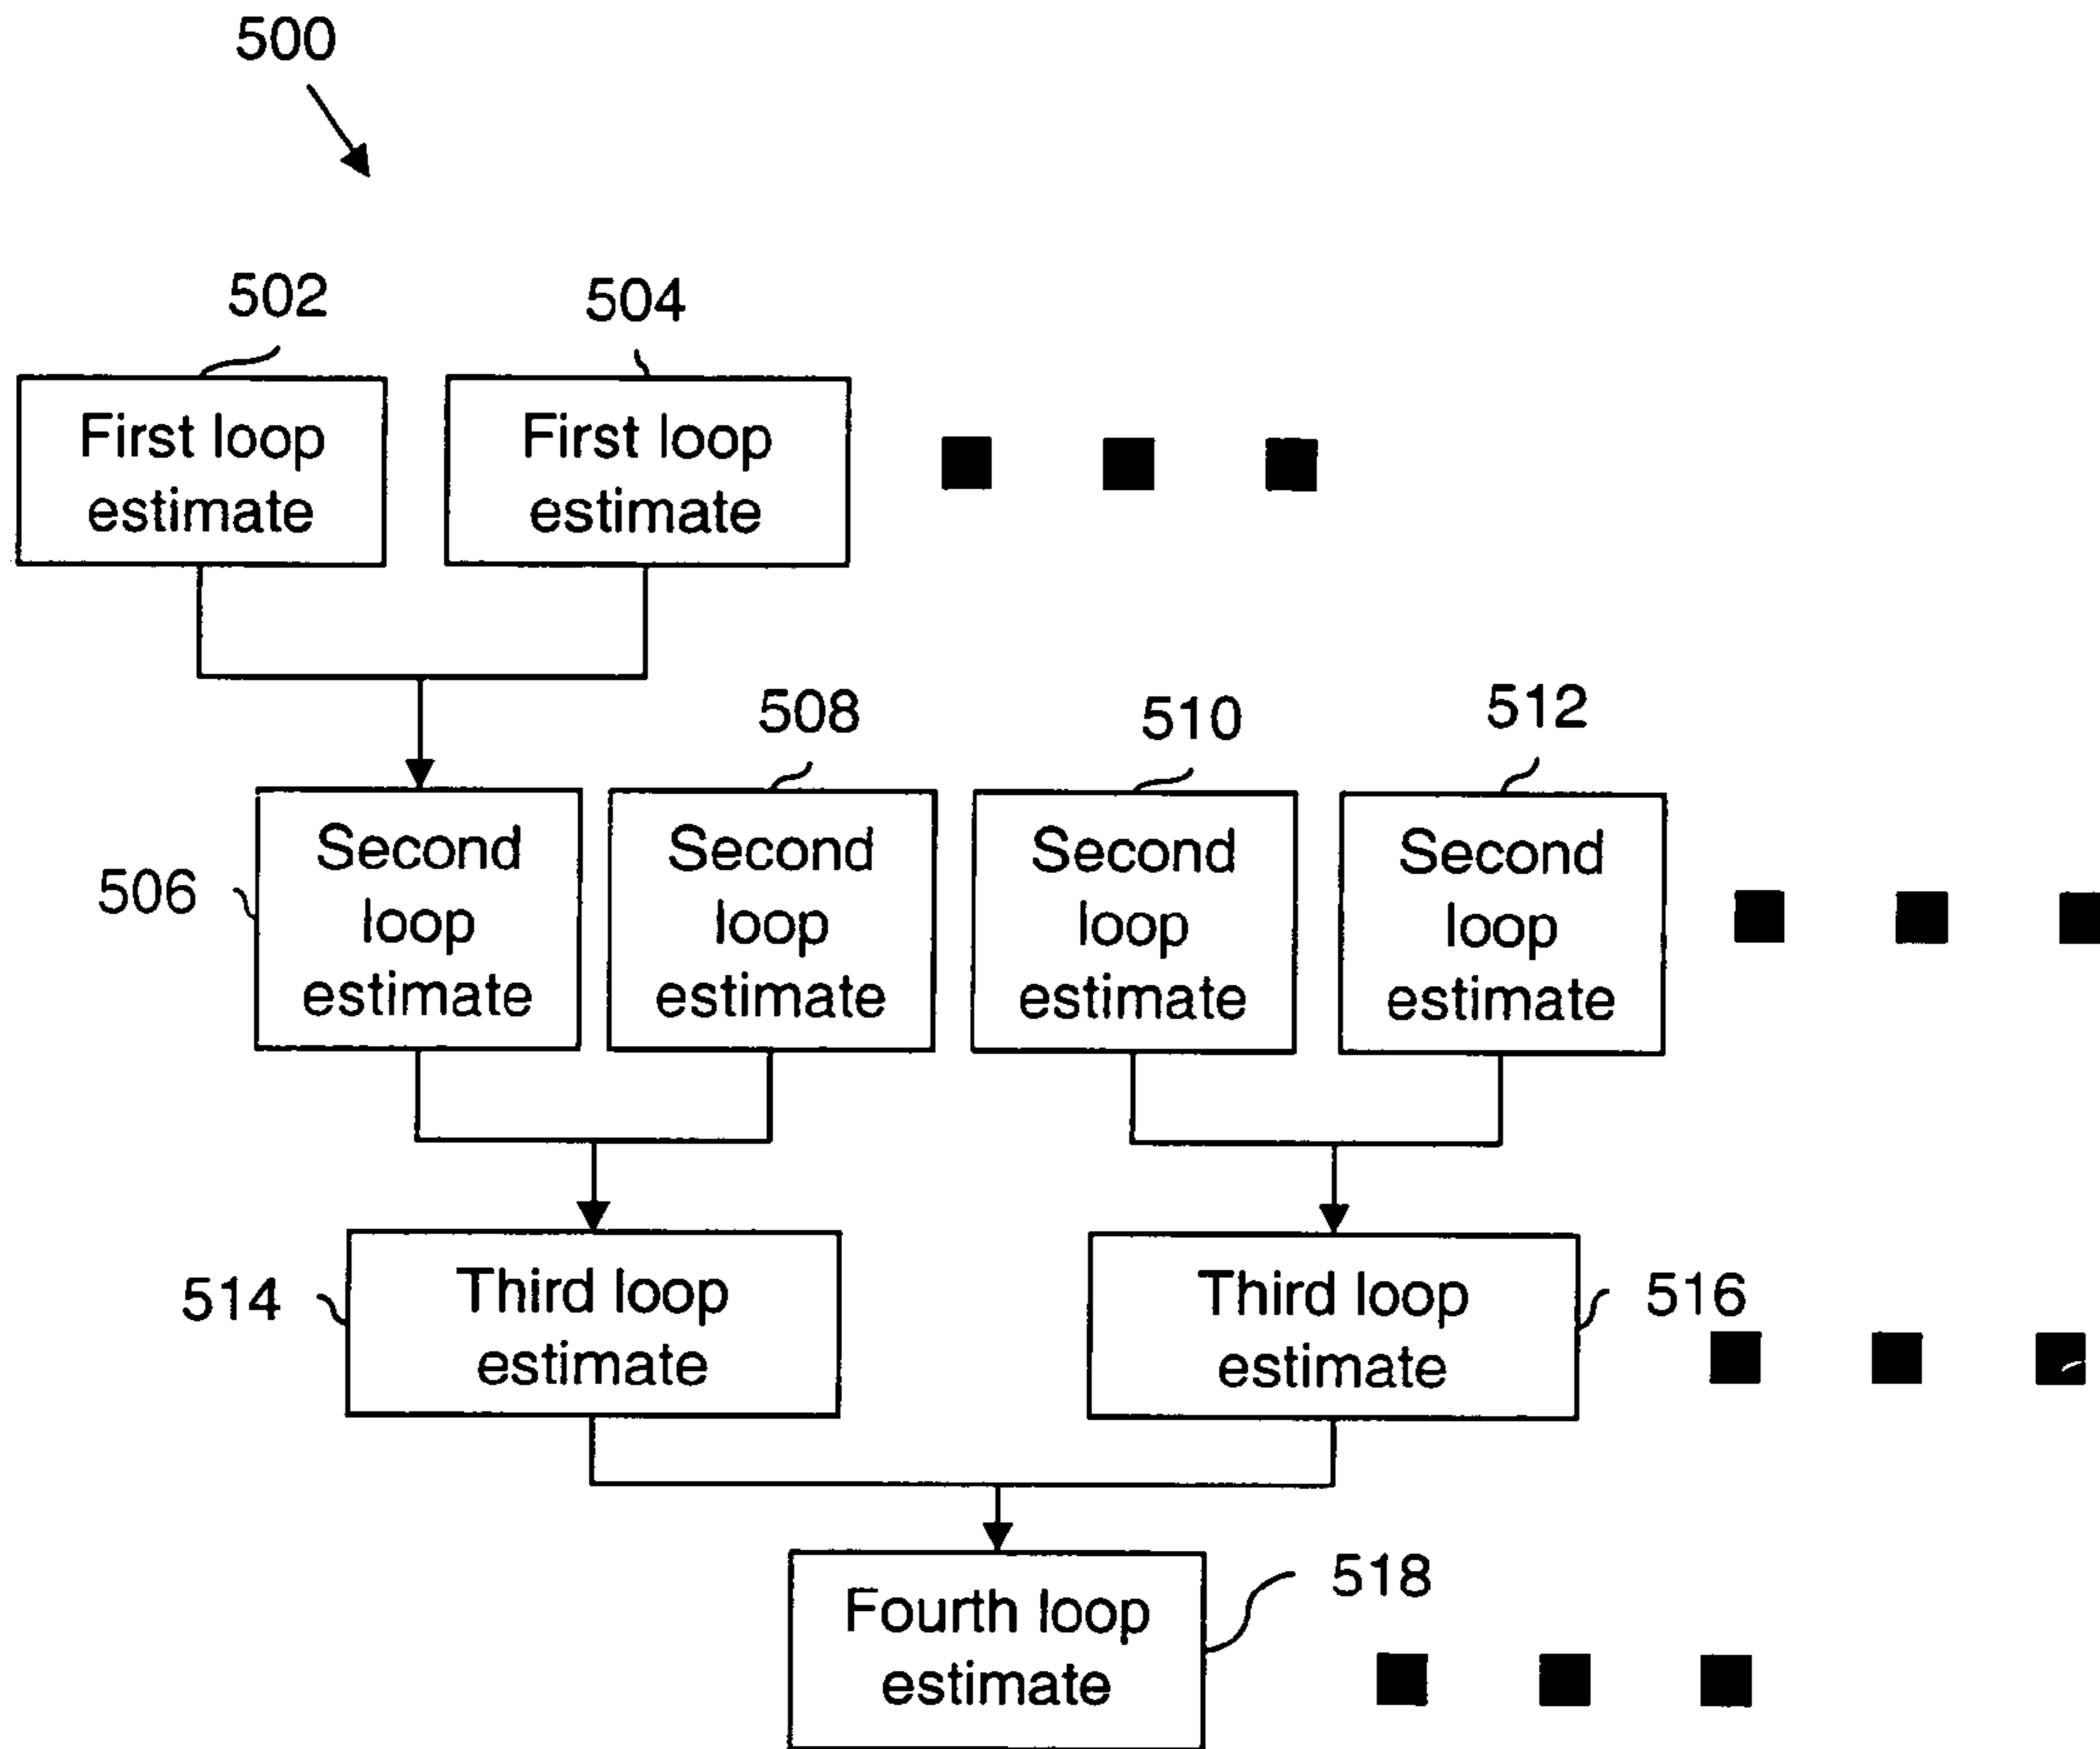 500
502
504
First loop
estimate
First loop
estimate
508
510
512
506
Second
loop
estimate
Second
loop
estimate
Second
loop
estimate
Second
loop
estimate
514
Third loop
estimate
Third loop
estimate
516
Fourth loop
estimate
518